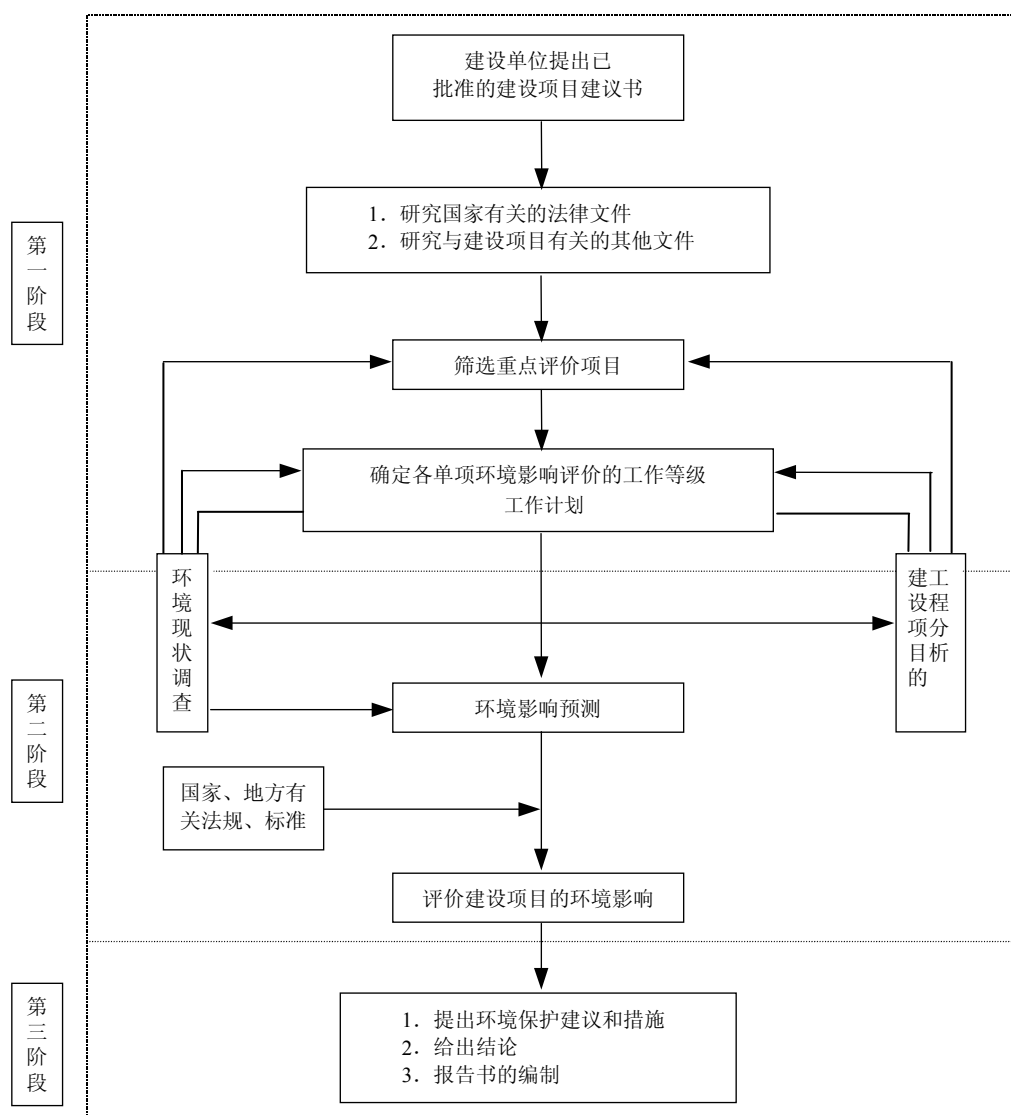 建设单位提出已
批准的建设项目建议书
1．研究国家有关的法律文件
2．研究与建设项目有关的其他文件
第一阶段
筛选重点评价项目
确定各单项环境影响评价的工作等级
工作计划
环境现状调查
建设项目的
工程分析
第二阶段
环境影响预测
国家、地方有
关法规、标准
评价建设项目的环境影响
第三阶段
1．提出环境保护建议和措施
2．给出结论
3．报告书的编制